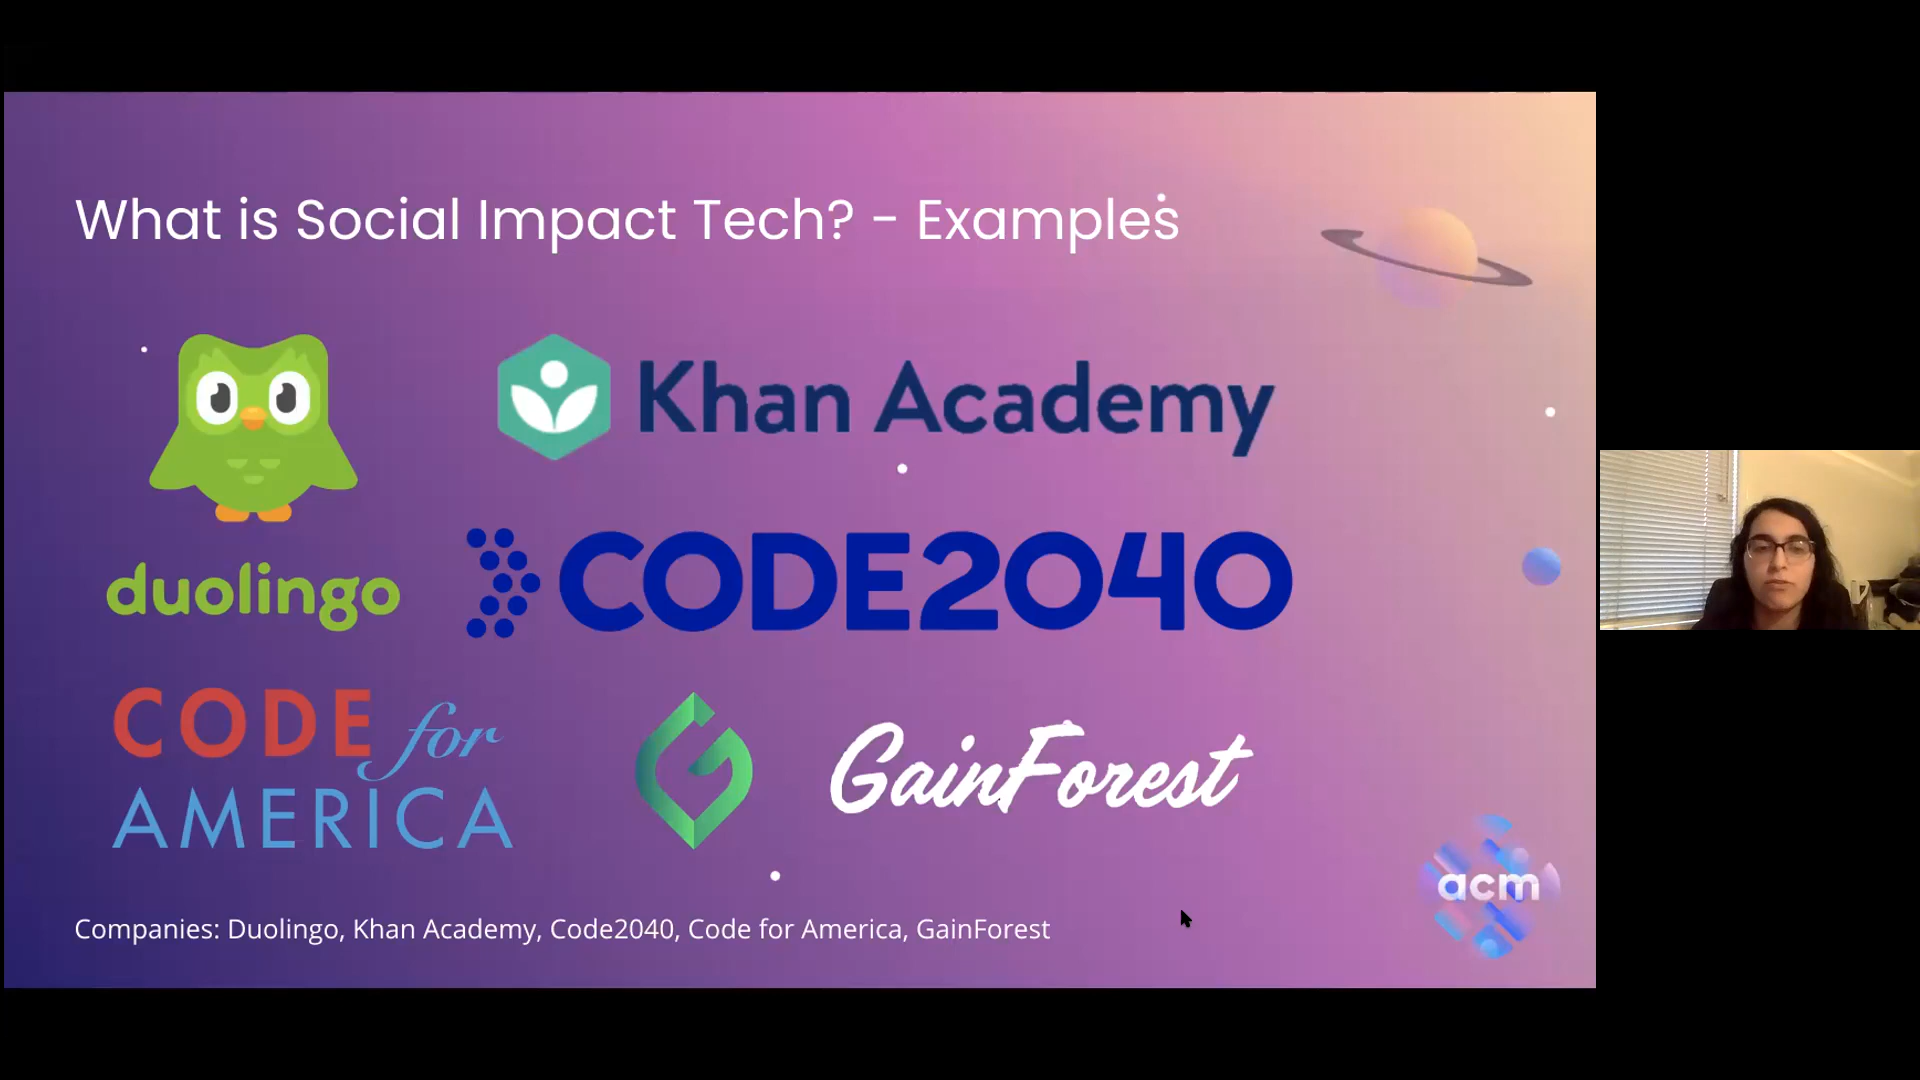 What is Social Impact Tech? - Examples
duolingo
Khan Academy
CODE2040
CODE for
AMERICA
GainForest
Companies: Duolingo, Khan Academy, Code2040, Code for America, GainForest
acm